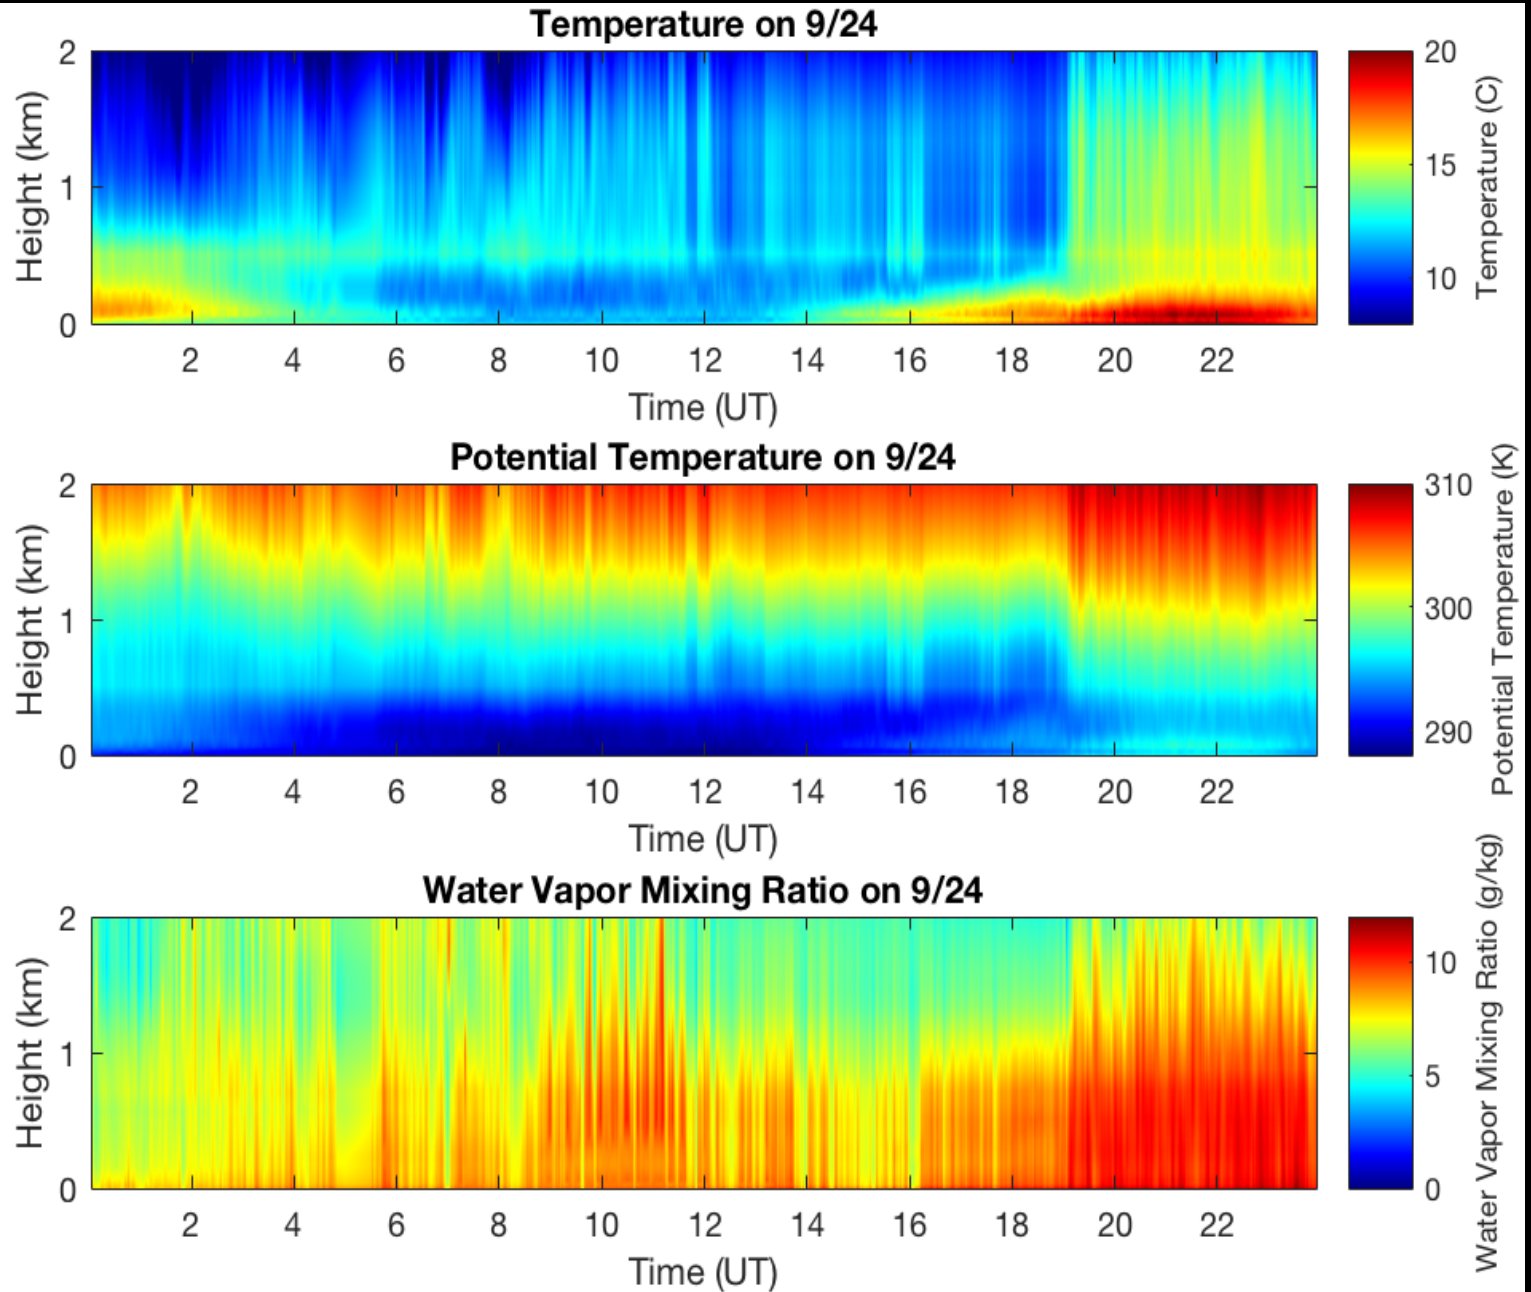 Temperature on 9/24
Height (km)
2
1
0
2 4 6 8 10 12 14 16 18 20 22
Time (UT)
20
15
10
Temperature (C)
Potential Temperature on 9/24
Height (km)
2
1
0
2 4 6 8 10 12 14 16 18 20 22
Time (UT)
310
300
290
Potential Temperature (K)
Water Vapor Mixing Ratio on 9/24
Height (km)
2
1
0
2 4 6 8 10 12 14 16 18 20 22
Time (UT)
10
5
0
Water Vapor Mixing Ratio (g/kg)